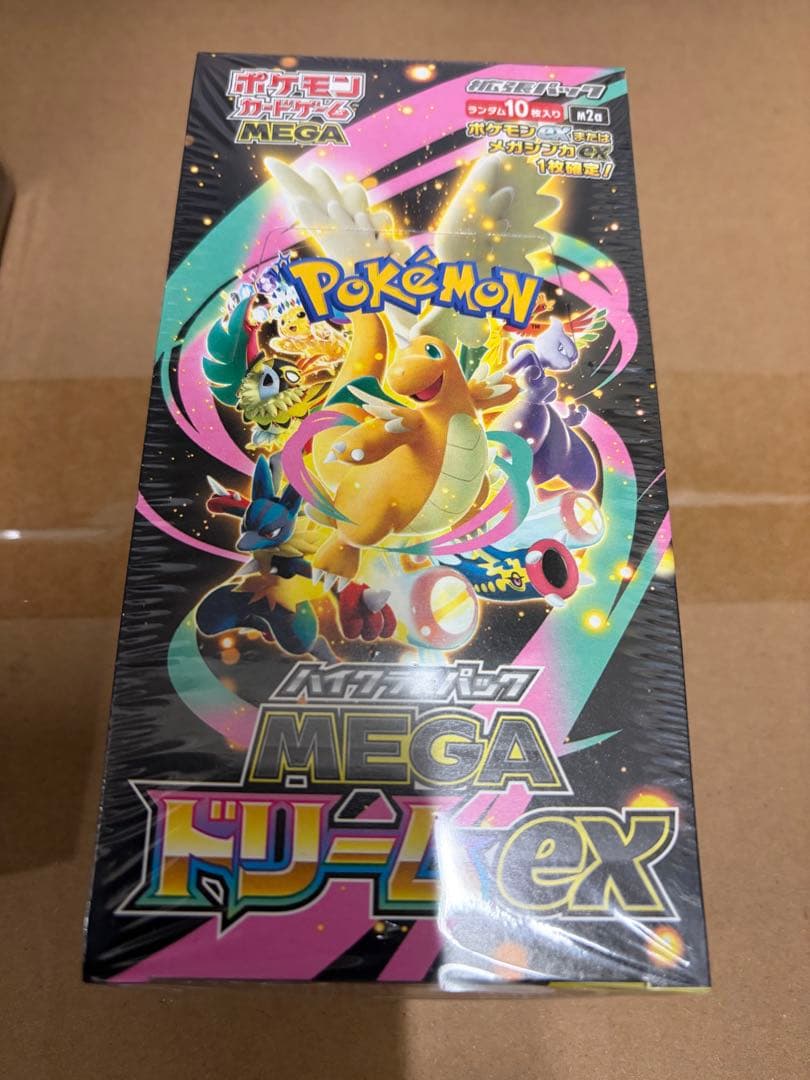 ポケモン
カードゲーム
MEGA
拡張パック
ランダム10枚入り
m2a
ポケモンexまたは
メガシンカex
1枚確定！
POKéMON
TM
ハイクラスパック
MEGA
ドリームex